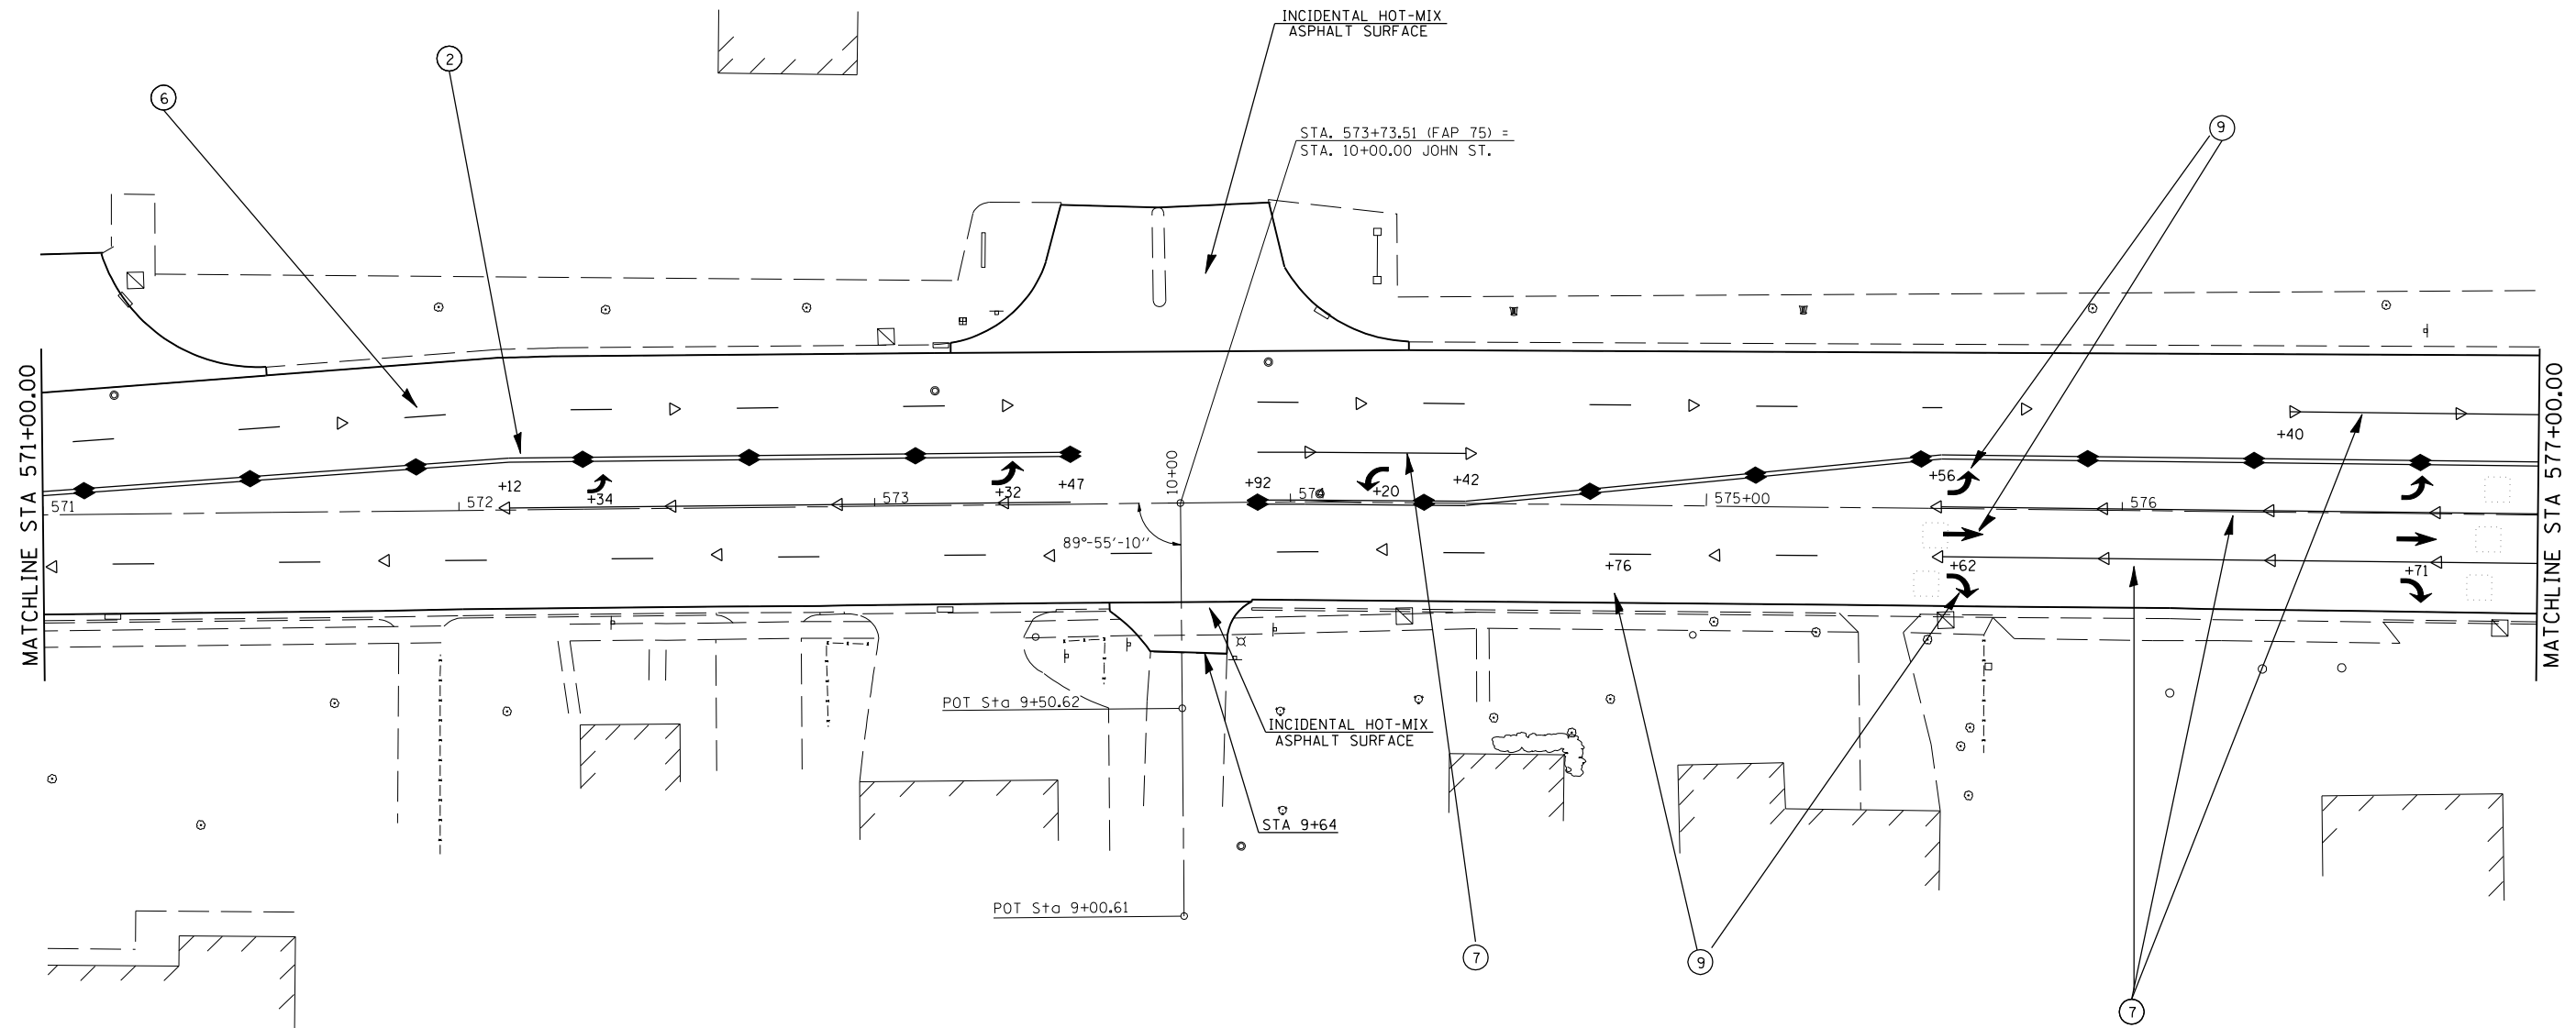 INCIDENTAL HOT-MIX
ASPHALT SURFACE
2
6
9
STA. 573+73.51 (FAP 75) =
STA. 10+00.00 JOHN ST.
MATCHLINE STA 571+00.00
MATCHLINE STA 577+00.00
+40
10+00
571
572
+12
+34
573
+32
+47
+92
574
+20
+42
575+00
+56
576
89°-55'-10''
+76
+62
+71
POT Sta 9+50.62
INCIDENTAL HOT-MIX
ASPHALT SURFACE
STA 9+64
POT Sta 9+00.61
7
9
7